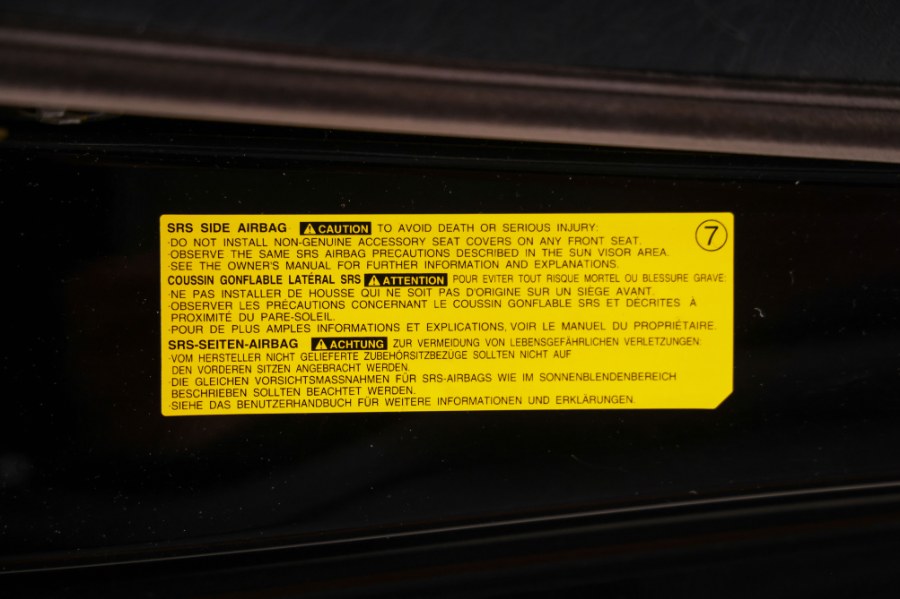 SRS SIDE AIRBAG ⚠CAUTION TO AVOID DEATH OR SERIOUS INJURY: 7
·DO NOT INSTALL NON-GENUINE ACCESSORY SEAT COVERS ON ANY FRONT SEAT.
·OBSERVE THE SAME SRS AIRBAG PRECAUTIONS DESCRIBED IN THE SUN VISOR AREA.
·SEE THE OWNER'S MANUAL FOR FURTHER INFORMATION AND EXPLANATIONS.
COUSSIN GONFLABLE LATÉRAL SRS ⚠ATTENTION POUR EVITER TOUT RISQUE MORTEL OU BLESSURE GRAVE:
·NE PAS INSTALLER DE HOUSSE QUI NE SOIT PAS D'ORIGINE SUR UN SIÈGE AVANT.
·OBSERVER LES PRÉCAUTIONS CONCERNANT LE COUSSIN GONFLABLE SRS ET DÉCRITES À
PROXIMITÉ DU PARE-SOLEIL.
·POUR DE PLUS AMPLES INFORMATIONS ET EXPLICATIONS, VOIR LE MANUEL DU PROPRIÉTAIRE.
SRS-SEITEN-AIRBAG ⚠ACHTUNG ZUR VERMEIDUNG VON LEBENSGEFÄHRLICHEN VERLETZUNGEN:
·VOM HERSTELLER NICHT GELIEFERTE ZUBEHÖRSITZBEZÜGE SOLLTEN NICHT AUF
DEN VORDEREN SITZEN ANGEBRACHT WERDEN.
·DIE GLEICHEN VORSICHTSMASSNAHMEN FÜR SRS-AIRBAGS WIE IM SONNENBLENDENBEREICH
BESCHRIEBEN SOLLTEN BEACHTET WERDEN.
·SIEHE DAS BENUTZERHANDBUCH FÜR WEITERE INFORMATIONEN UND ERKLÄRUNGEN.